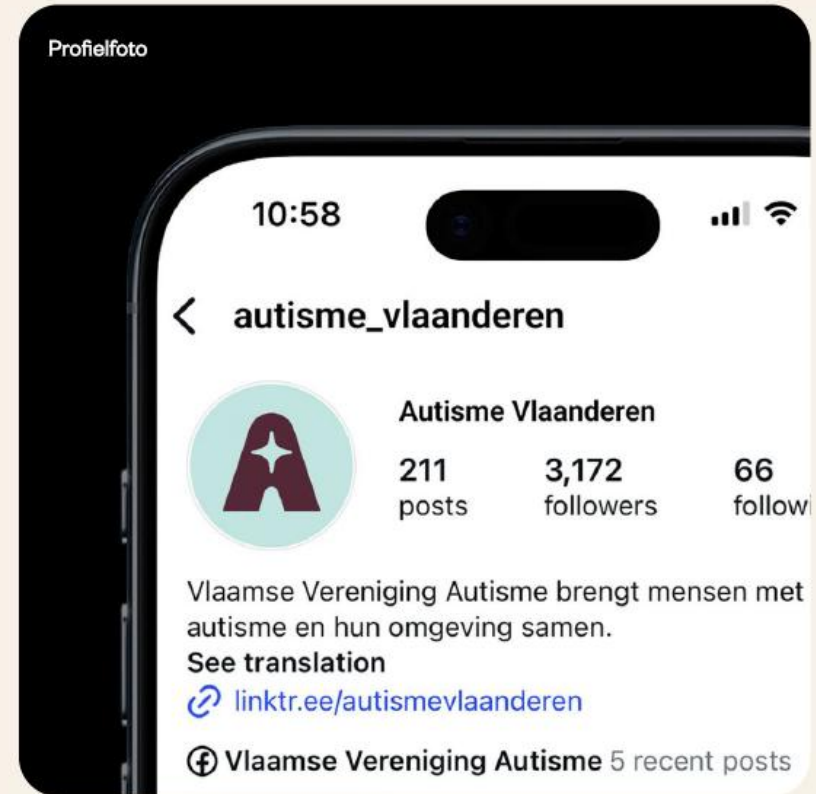 Profielfoto
10:58
autisme_vlaanderen
Autisme Vlaanderen
211 3,172 66
posts followers followi
Vlaamse Vereniging Autisme brengt mensen met
autisme en hun omgeving samen.
See translation
linktr.ee/autismevlaanderen
Vlaamse Vereniging Autisme 5 recent posts